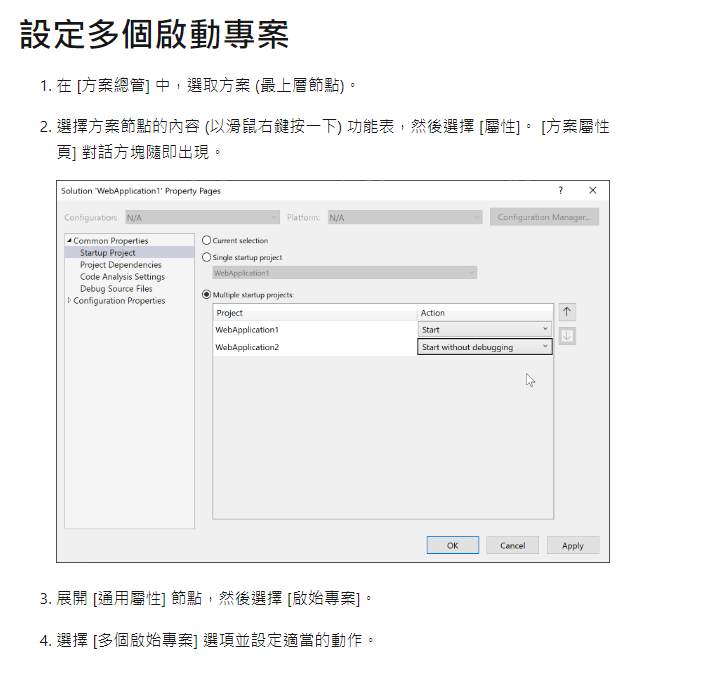 設定多個啟動專案
1. 在 [方案總管] 中，選取方案 (最上層節點)。
2. 選擇方案節點的內容 (以滑鼠右鍵按一下) 功能表，然後選擇 [屬性]。 [方案屬性
頁] 對話方塊隨即出現。
Solution 'WebApplication1' Property Pages
? X
Configuration: N/A Platform: N/A Configuration Manager...
Common Properties
Startup Project
Project Dependencies
Code Analysis Settings
Debug Source Files
Configuration Properties
Current selection
Single startup project
WebApplication1
Multiple startup projects:
Project Action
WebApplication1 Start
WebApplication2 Start without debugging
OK Cancel Apply
3. 展開 [通用屬性] 節點，然後選擇 [啟始專案]。
4. 選擇 [多個啟始專案] 選項並設定適當的動作。